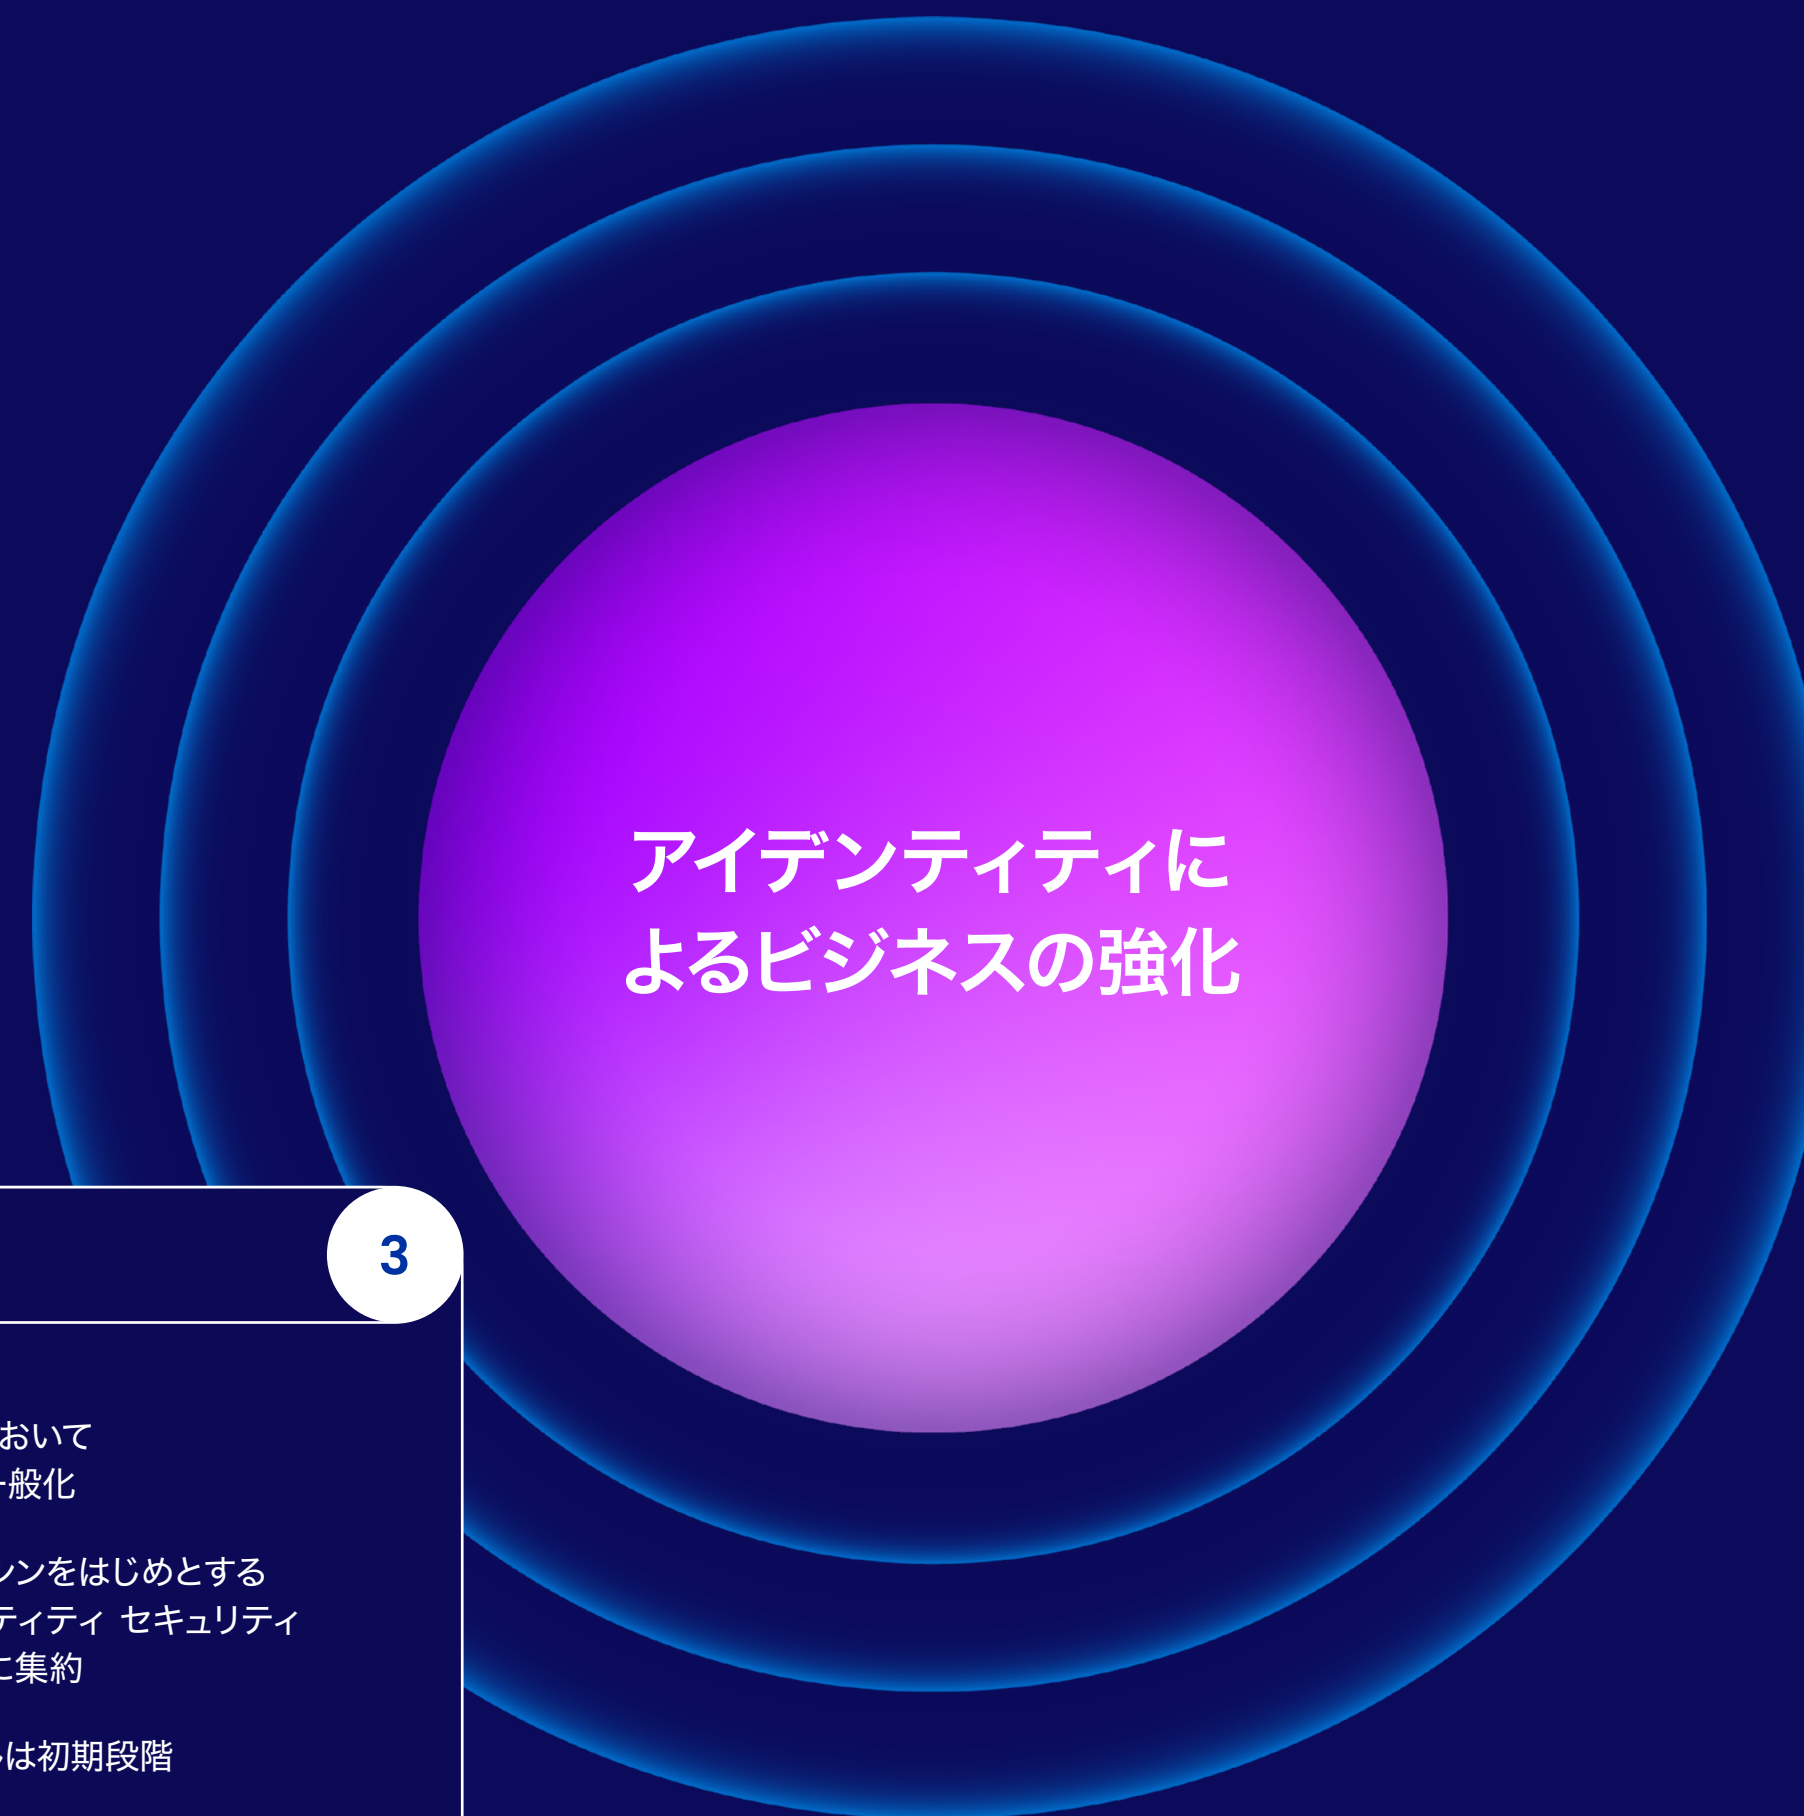 アイデンティティに
よるビジネスの強化
3
おいて
一般化
シンをはじめとする
ティティ セキュリティ
に集約
は初期段階